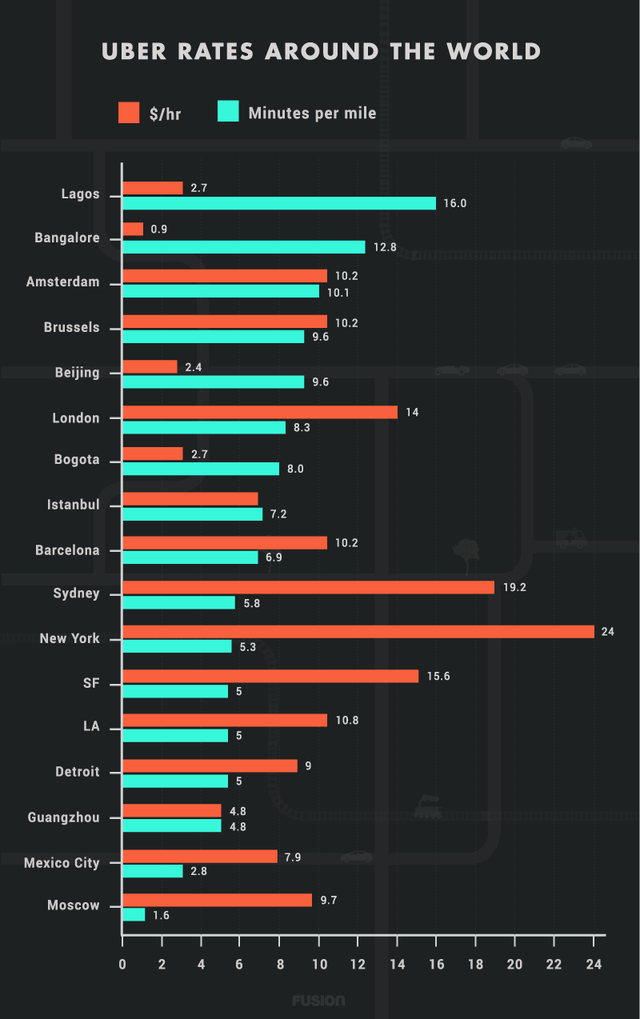 UBER RATES AROUND THE WORLD
$/hr Minutes per mile
Lagos 2.7
16.0
Bangalore 0.9
12.8
Amsterdam 10.2
10.1
Brussels 10.2
9.6
Beijing 2.4
9.6
London 14
8.3
Bogota 2.7
8.0
Istanbul
7.2
Barcelona 10.2
6.9
Sydney 19.2
5.8
New York 24
5.3
SF 15.6
5
LA 10.8
5
Detroit 9
5
Guangzhou 4.8
4.8
Mexico City 7.9
2.8
Moscow 9.7
1.6
0 2 4 6 8 10 12 14 16 18 20 22 24
FUSION